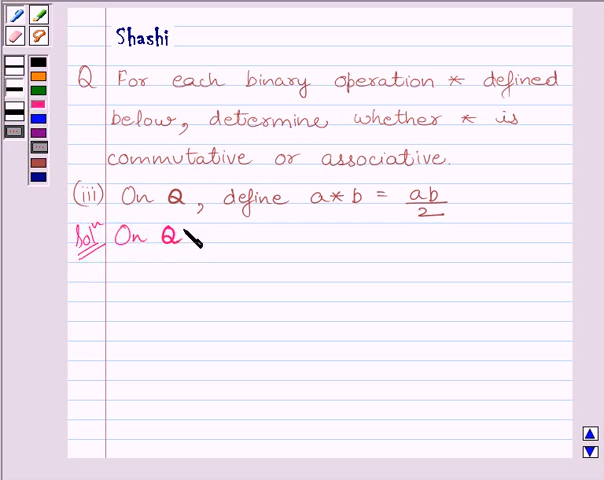 Shashi
Q For each binary operation * defined
below, determine whether * is
commutative or associative.
(iii) On Q, define a * b = ab/2
Solⁿ On Q